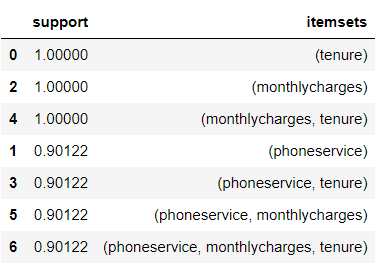 support itemsets
0 1.00000 (tenure)
2 1.00000 (monthlycharges)
4 1.00000 (monthlycharges, tenure)
1 0.90122 (phoneservice)
3 0.90122 (phoneservice, tenure)
5 0.90122 (phoneservice, monthlycharges)
6 0.90122 (phoneservice, monthlycharges, tenure)